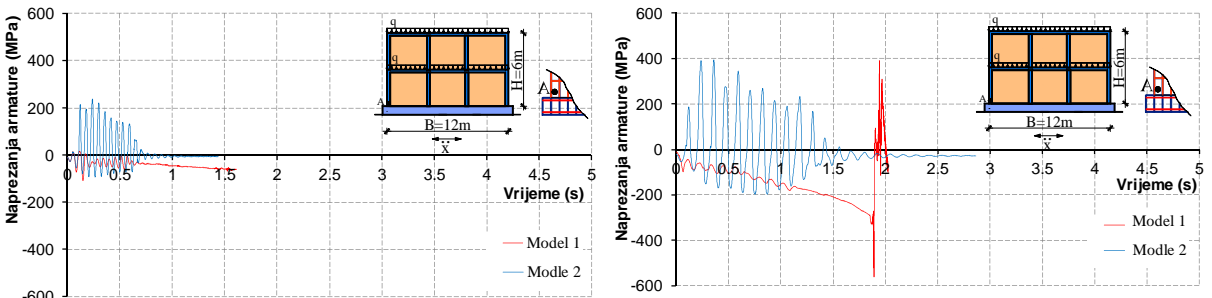 Naprezanja armature (MPa)
600
400
200
0
-200
-400
-600
0
0.5
1
1.5
2
2.5
3
3.5
4
4.5
5
Vrijeme (s)
q
q
A
H=6m
B=12m
ẍ
A
Model 1
Modle 2
Naprezanja armature (MPa)
600
400
200
0
-200
-400
-600
0
0.5
1
1.5
2
2.5
3
3.5
4
4.5
5
Vrijeme (s)
q
q
A
H=6m
B=12m
ẍ
A
Model 1
Modle 2